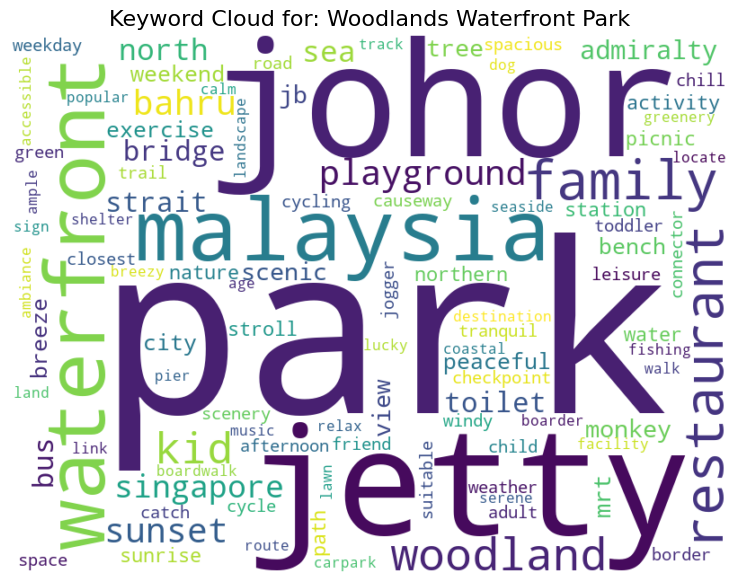 Keyword Cloud for: Woodlands Waterfront Park
weekday
north
johor
sea
track
tree
spacious
admiralty
accessible
popular
weekend
calm
road
dog
chill
waterfront
bahru
landscape
jb
activity
greenery
exercise
picnic
green
bridge
playground
family
locate
ample
trail
strait
cycling
causeway
seaside
station
toddler
connector
restaurant
sign
shelter
malaysia
bench
closest
breezy
nature
scenic
age
jogger
northern
leisure
ambiance
breeze
park
destination
city
stroll
lucky
tranquil
water
coastal
peaceful
fishing
pier
checkpoint
walk
land
view
toilet
scenery
music
relax
windy
boarder
monkey
link
kid
afternoon
friend
jetty
child
facility
bus
boardwalk
suitable
singapore
lawn
weather
serene
adult
mrt
catch
cycle
path
sunset
route
space
sunrise
carpark
woodland
border